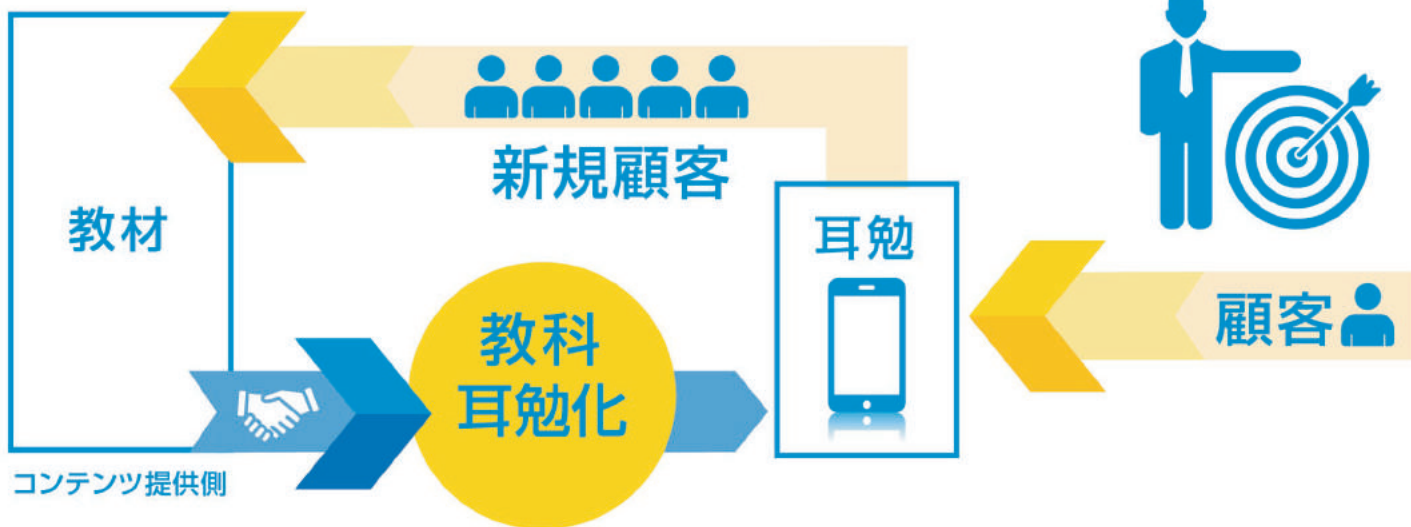 新規顧客
教材
耳勉
顧客
教科
耳勉化
コンテンツ提供側